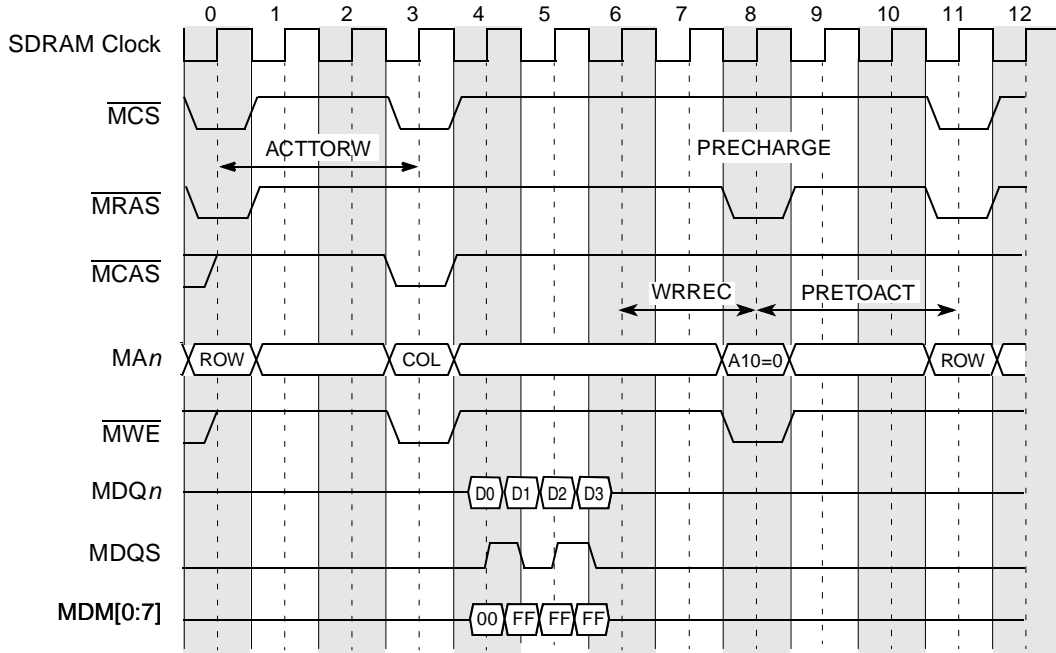 0 1 2 3 4 5 6 7 8 9 10 11 12
SDRAM Clock
MCS
ACTTORW PRECHARGE
MRAS
MCAS
WRREC PRETOACT
MAn ROW COL A10=0 ROW
MWE
MDQn D0 D1 D2 D3
MDQS
MDM[0:7] 00 FF FF FF